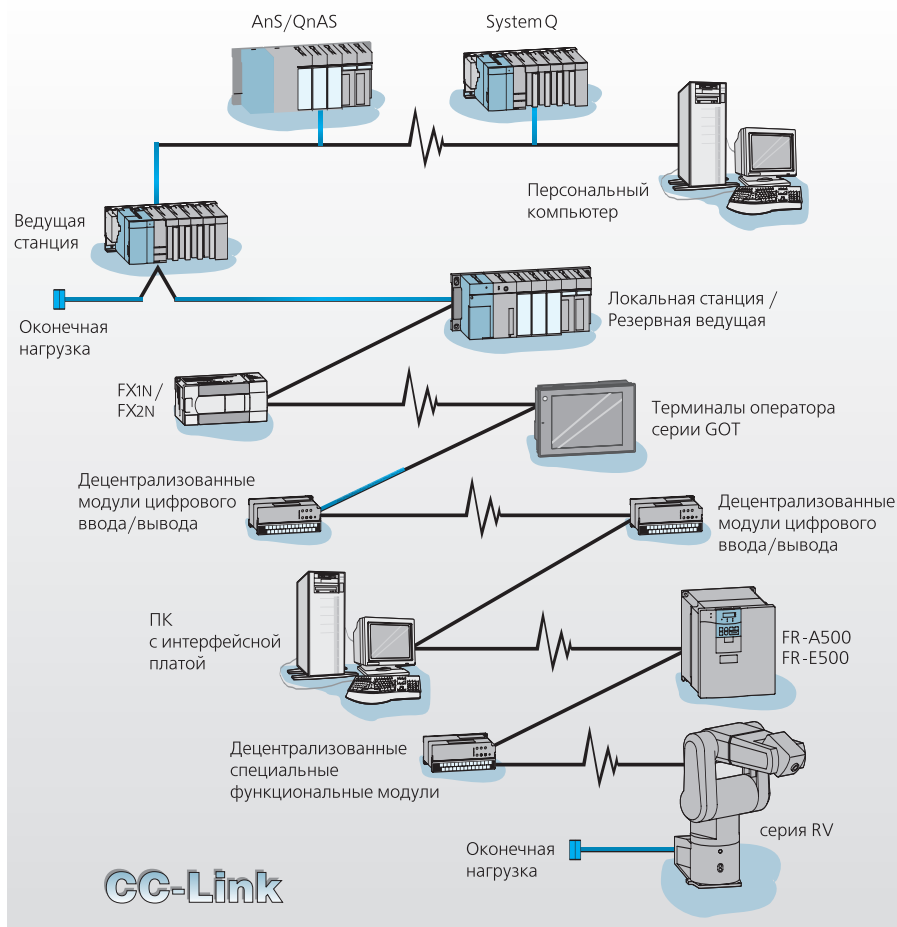 AnS/QnAS
System Q
Персональный
компьютер
Ведущая
станция
Оконечная
нагрузка
Локальная станция /
Резервная ведущая
FX1N /
FX2N
Терминалы оператора
серии GOT
Децентрализованные
модули цифрового
ввода/вывода
Децентрализованные
модули цифрового
ввода/вывода
ПК
с интерфейсной
платой
FR-A500
FR-E500
Децентрализованные
специальные
функциональные модули
серия RV
Оконечная
нагрузка
CC-Link